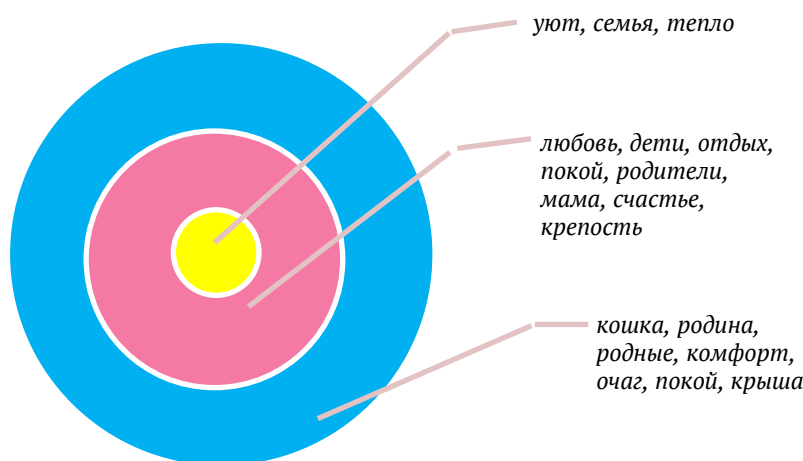 уют, семья, тепло
любовь, дети, отдых,
покой, родители,
мама, счастье,
крепость
кошка, родина,
родные, комфорт,
очаг, покой, крыша